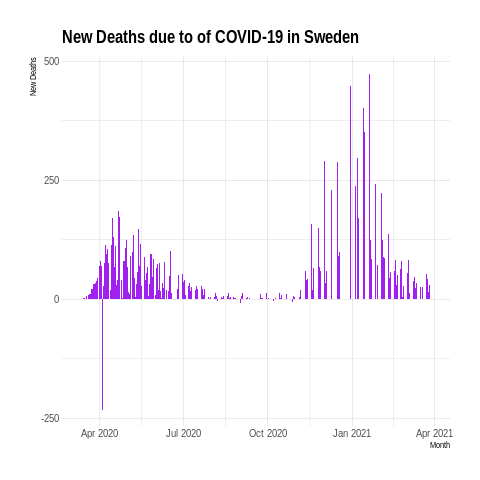 New Deaths due to of COVID-19 in Sweden
New Deaths
500
250
0
-250
Apr 2020
Jul 2020
Oct 2020
Jan 2021
Apr 2021
Month